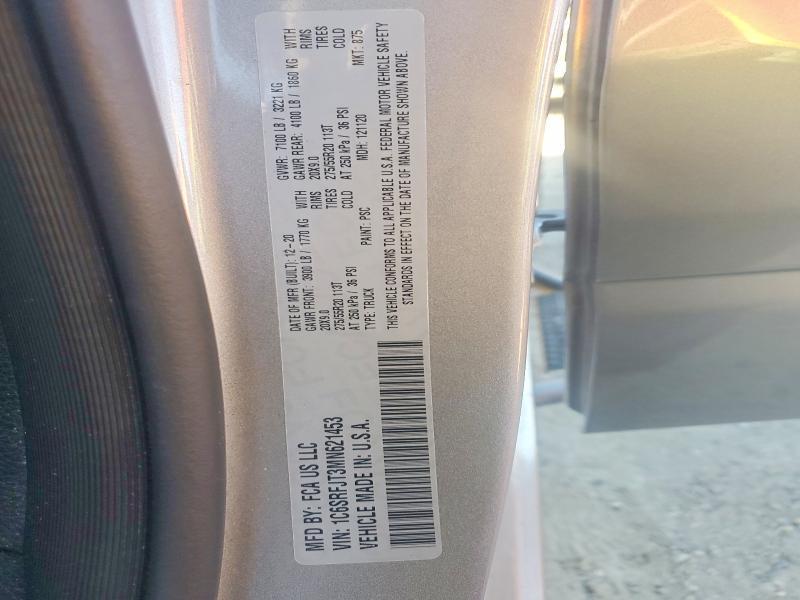 MFD BY: FCA US LLC
DATE OF MFR (BUILT): 12-20
GVWR: 7100 LB / 3221 KG
GAWR FRONT: 3900 LB / 1770 KG WITH
GAWR REAR: 4100 LB / 1860 KG WITH
20X9.0 RIMS
20X9.0 RIMS
275/55R20 113T TIRES
275/55R20 113T TIRES
AT 250 kPa / 36 PSI COLD
AT 250 kPa / 36 PSI COLD
VIN: 1C6SRFJT3MN621453
TYPE: TRUCK
PAINT: PSC
MDH: 121120
MKT: 875
VEHICLE MADE IN: U.S.A.
THIS VEHICLE CONFORMS TO ALL APPLICABLE U.S.A. FEDERAL MOTOR VEHICLE SAFETY
STANDARDS IN EFFECT ON THE DATE OF MANUFACTURE SHOWN ABOVE.